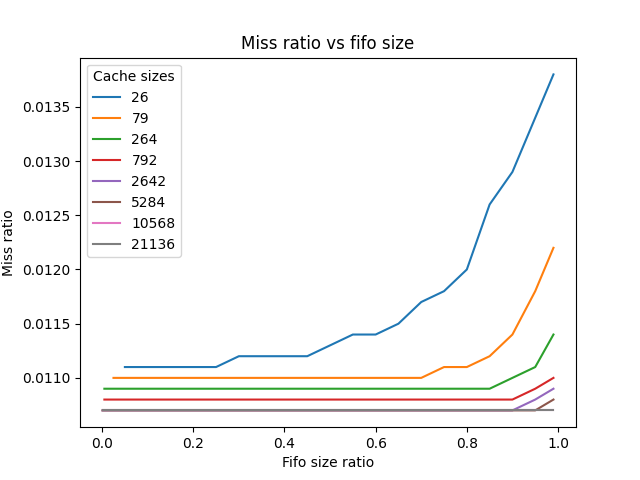 Miss ratio vs fifo size
Cache sizes
26
79
264
792
2642
5284
10568
21136
0.0135
0.0130
0.0125
0.0120
0.0115
0.0110
Miss ratio
0.0 0.2 0.4 0.6 0.8 1.0
Fifo size ratio